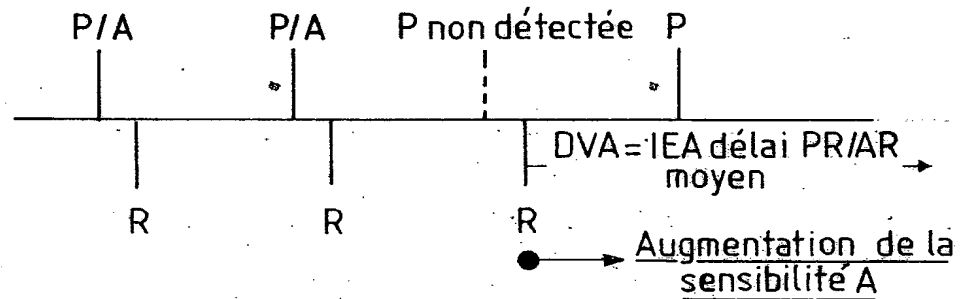 P/A P/A P non détectée P
DVA=IEA délai PR/AR
moyen
R R R
Augmentation de la
sensibilité A